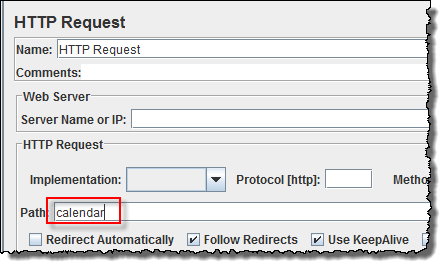 HTTP Request
Name: HTTP Request
Comments:
Web Server
Server Name or IP:
HTTP Request
Implementation: Protocol [http]:
Path: calendar
Redirect Automatically Follow Redirects Use KeepAlive